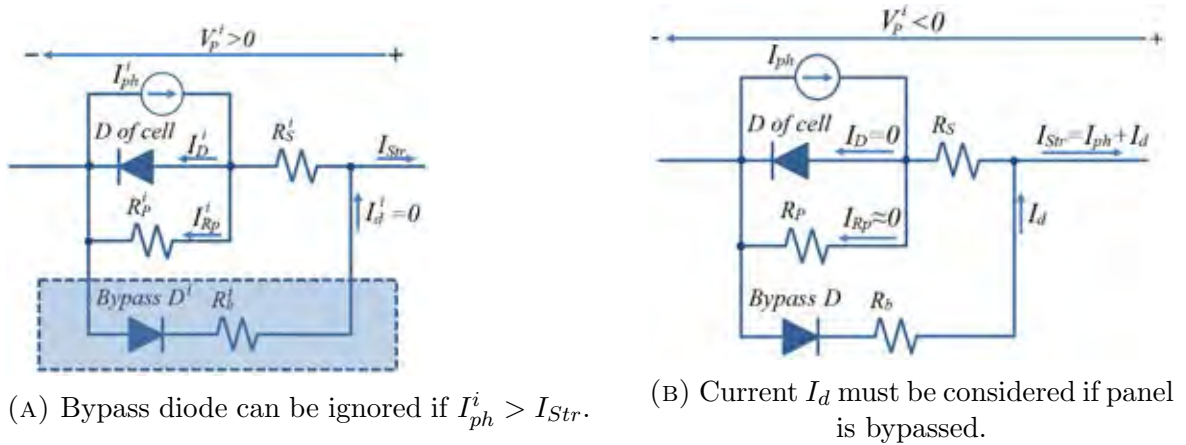 V_P^i>0
- +
I_ph^i
D of cell
I_D^i
R_S^i
I_Str
R_P^i
I_Rp^i
I_d^i=0
Bypass D^i
R_b^i
(A) Bypass diode can be ignored if I_ph^i > I_Str.
V_P^i<0
- +
I_ph
D of cell
I_D=0
R_S
I_Str=I_ph+I_d
R_P
I_Rp≈0
I_d
Bypass D
R_b
(B) Current I_d must be considered if panel
is bypassed.